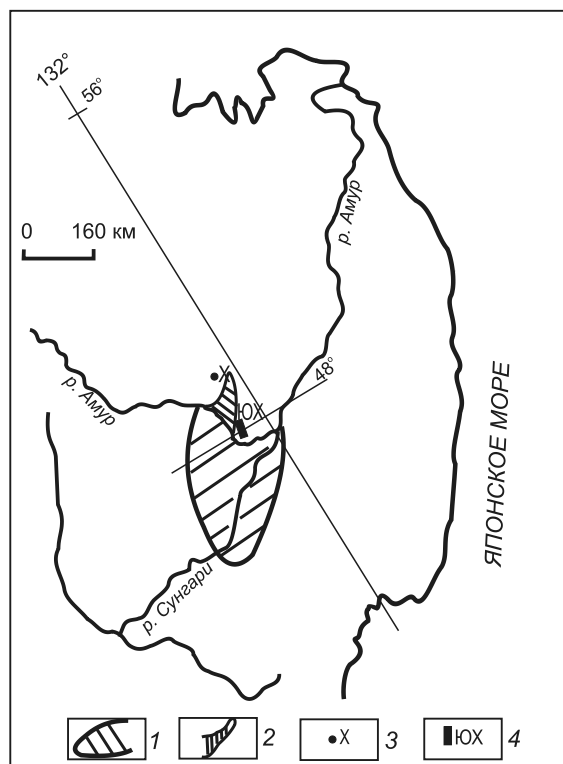 132°
56°
р. Амур
0 160 км
Х
48°
р. Амур
ЮХ
ЯПОНСКОЕ МОРЕ
р. Сунгари
1
2
Х 3
ЮХ 4